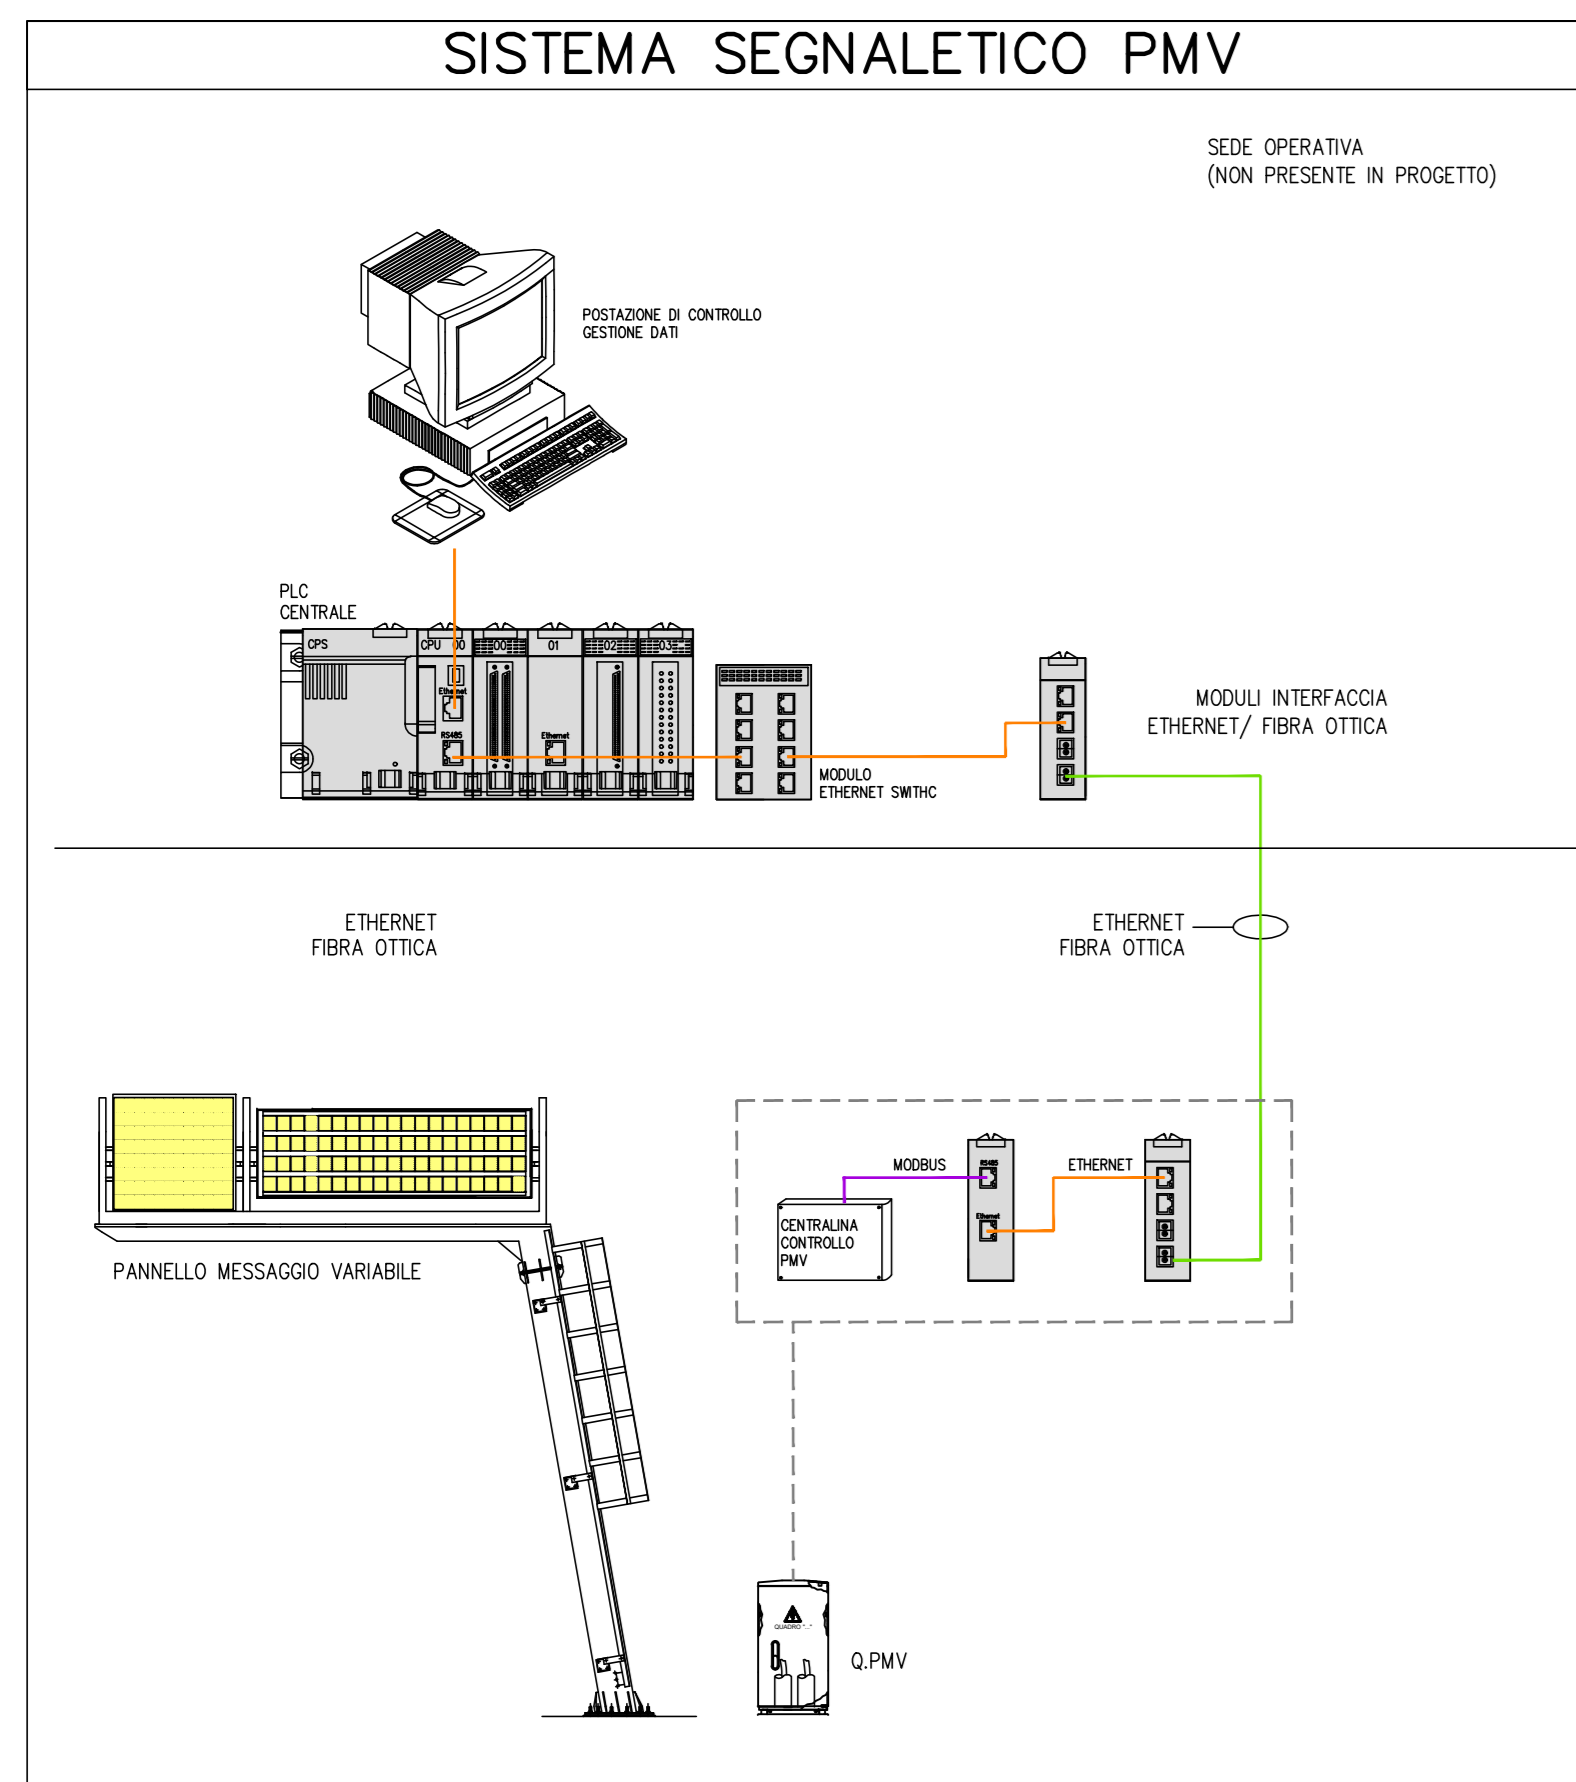 SISTEMA SEGNALETICO PMV
SEDE OPERATIVA
(NON PRESENTE IN PROGETTO)
POSTAZIONE DI CONTROLLO
GESTIONE DATI
PLC
CENTRALE
CPS
CPU 00
00
01
02
03
Ethernet
RS485
Ethernet
MODULO
ETHERNET SWITHC
MODULI INTERFACCIA
ETHERNET/ FIBRA OTTICA
ETHERNET
FIBRA OTTICA
ETHERNET
FIBRA OTTICA
PANNELLO MESSAGGIO VARIABILE
MODBUS
RS485
ETHERNET
Ethernet
CENTRALINA
CONTROLLO
PMV
QUADRO "..."
Q.PMV